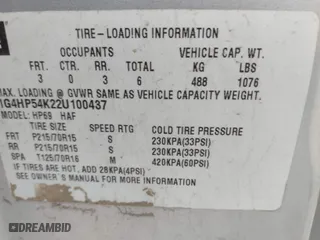 TIRE-LOADING INFORMATION
OCCUPANTS VEHICLE CAP. WT.
FRT. CTR. RR. TOTAL KG LBS
3 0 3 6 488 1076
MAX. LOADING @ GVWR SAME AS VEHICLE CAPACITY WEIGHT.
1G4HP54K22U100437
MODEL: HP69 HAF
TIRE SIZE SPEED RTG COLD TIRE PRESSURE
FRT P215/70R15 S 230KPA(33PSI)
RR P215/70R15 S 230KPA(33PSI)
SPA T125/70R16 M 420KPA(60PSI)
IF TIRES ARE HOT, ADD 28KPA(4PSI)
SEE OWNER'S MANUAL FOR MORE INFORMATION